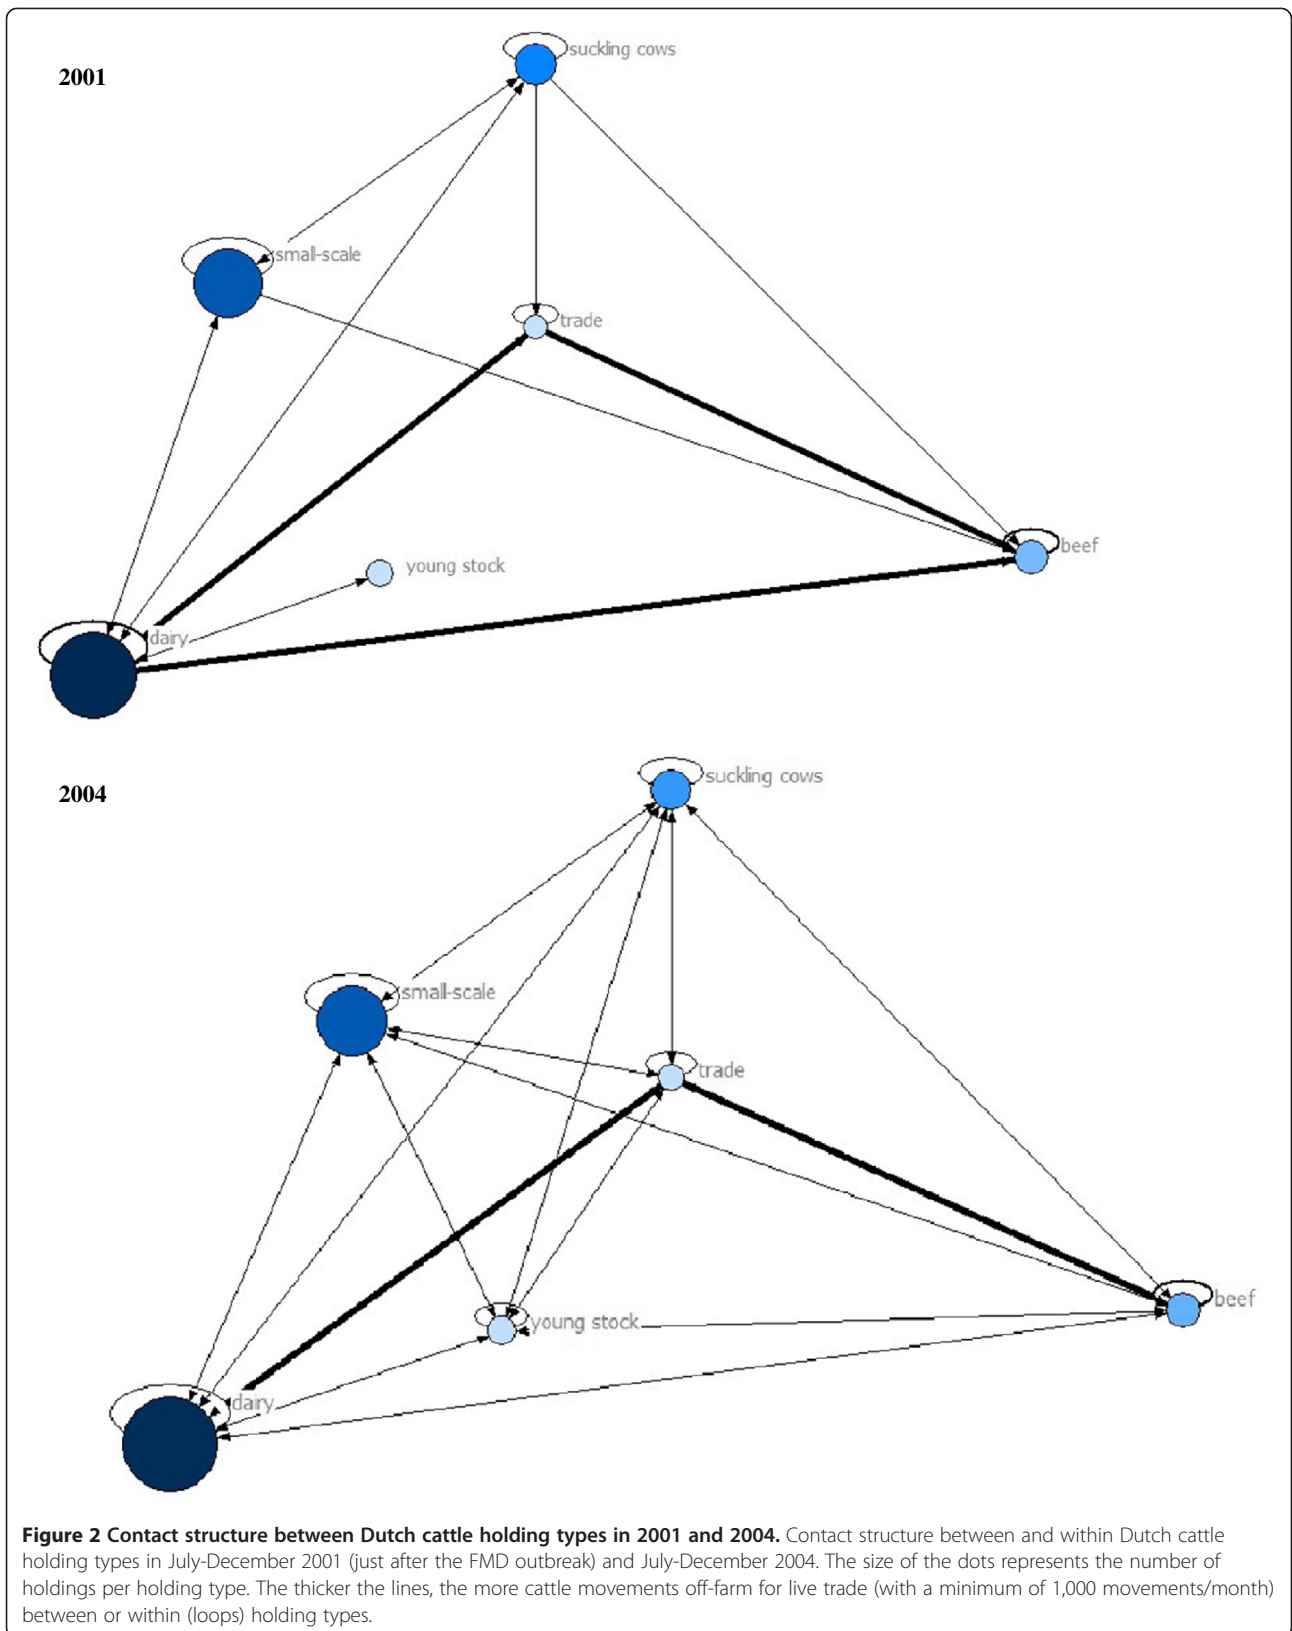 suckling cows
2001
small-scale
trade
beef
young stock
dairy
suckling cows
2004
small-scale
trade
beef
young stock
dairy
Figure 2 Contact structure between Dutch cattle holding types in 2001 and 2004. Contact structure between and within Dutch cattle
holding types in July-December 2001 (just after the FMD outbreak) and July-December 2004. The size of the dots represents the number of
holdings per holding type. The thicker the lines, the more cattle movements off-farm for live trade (with a minimum of 1,000 movements/month)
between or within (loops) holding types.